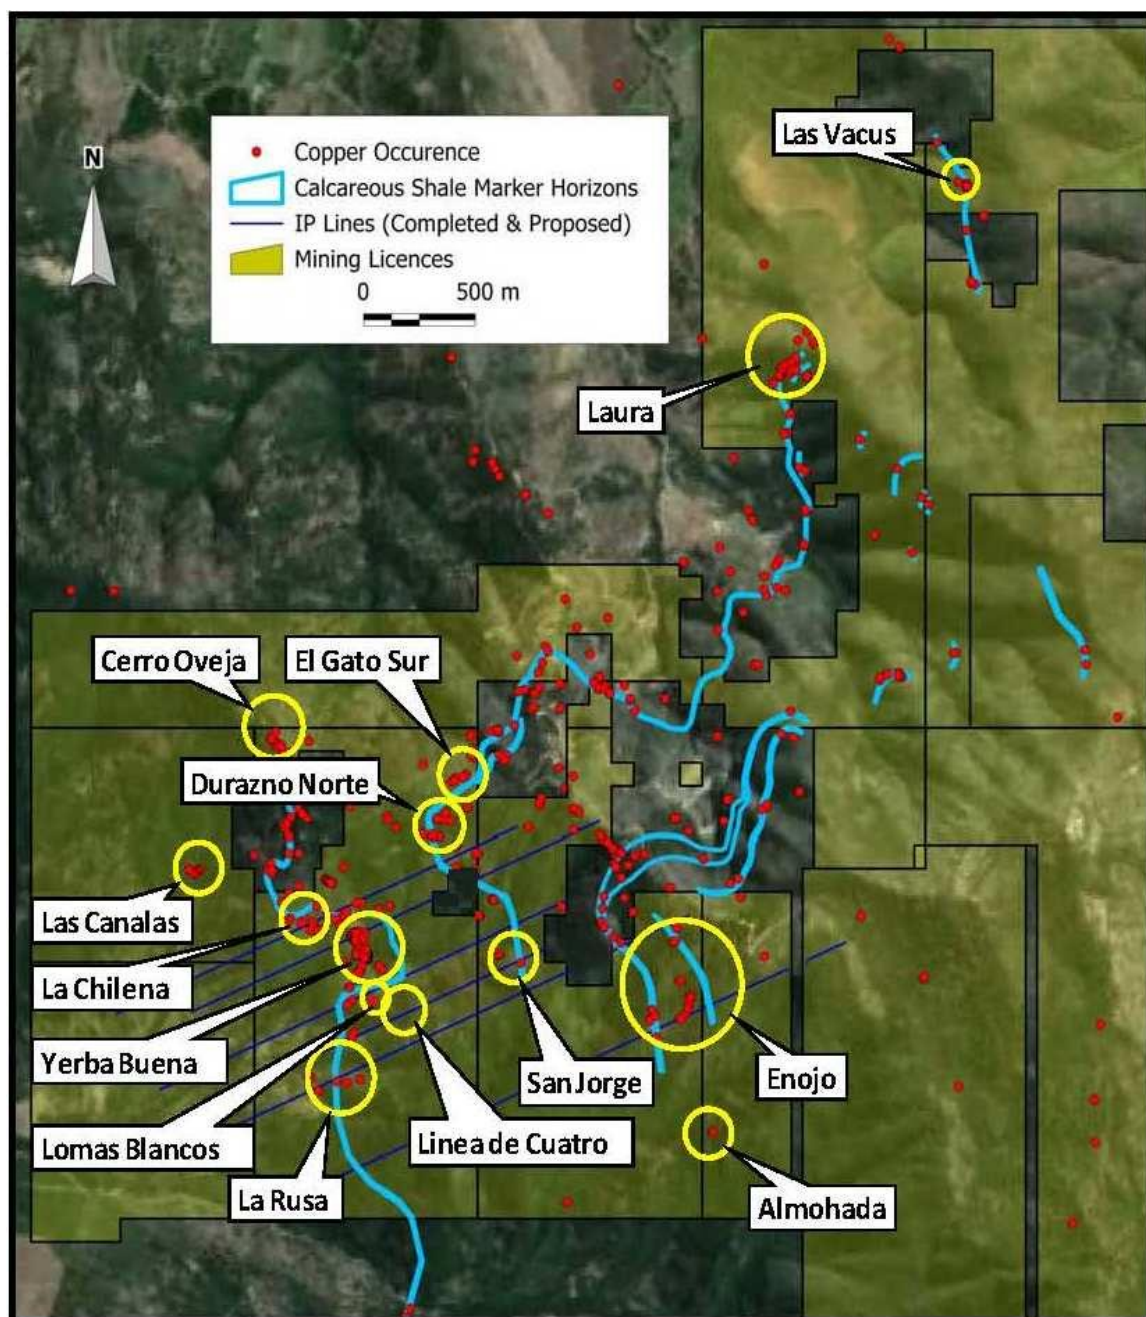 Las Vacus
N
Copper Occurence
Calcareous Shale Marker Horizons
IP Lines (Completed & Proposed)
Mining Licences
0 500 m
Laura
Cerro Oveja
El Gato Sur
Durazno Norte
Las Canalas
La Chilena
Yerba Buena
San Jorge
Enojo
Lomas Blancos
Linea de Cuatro
La Rusa
Almohada